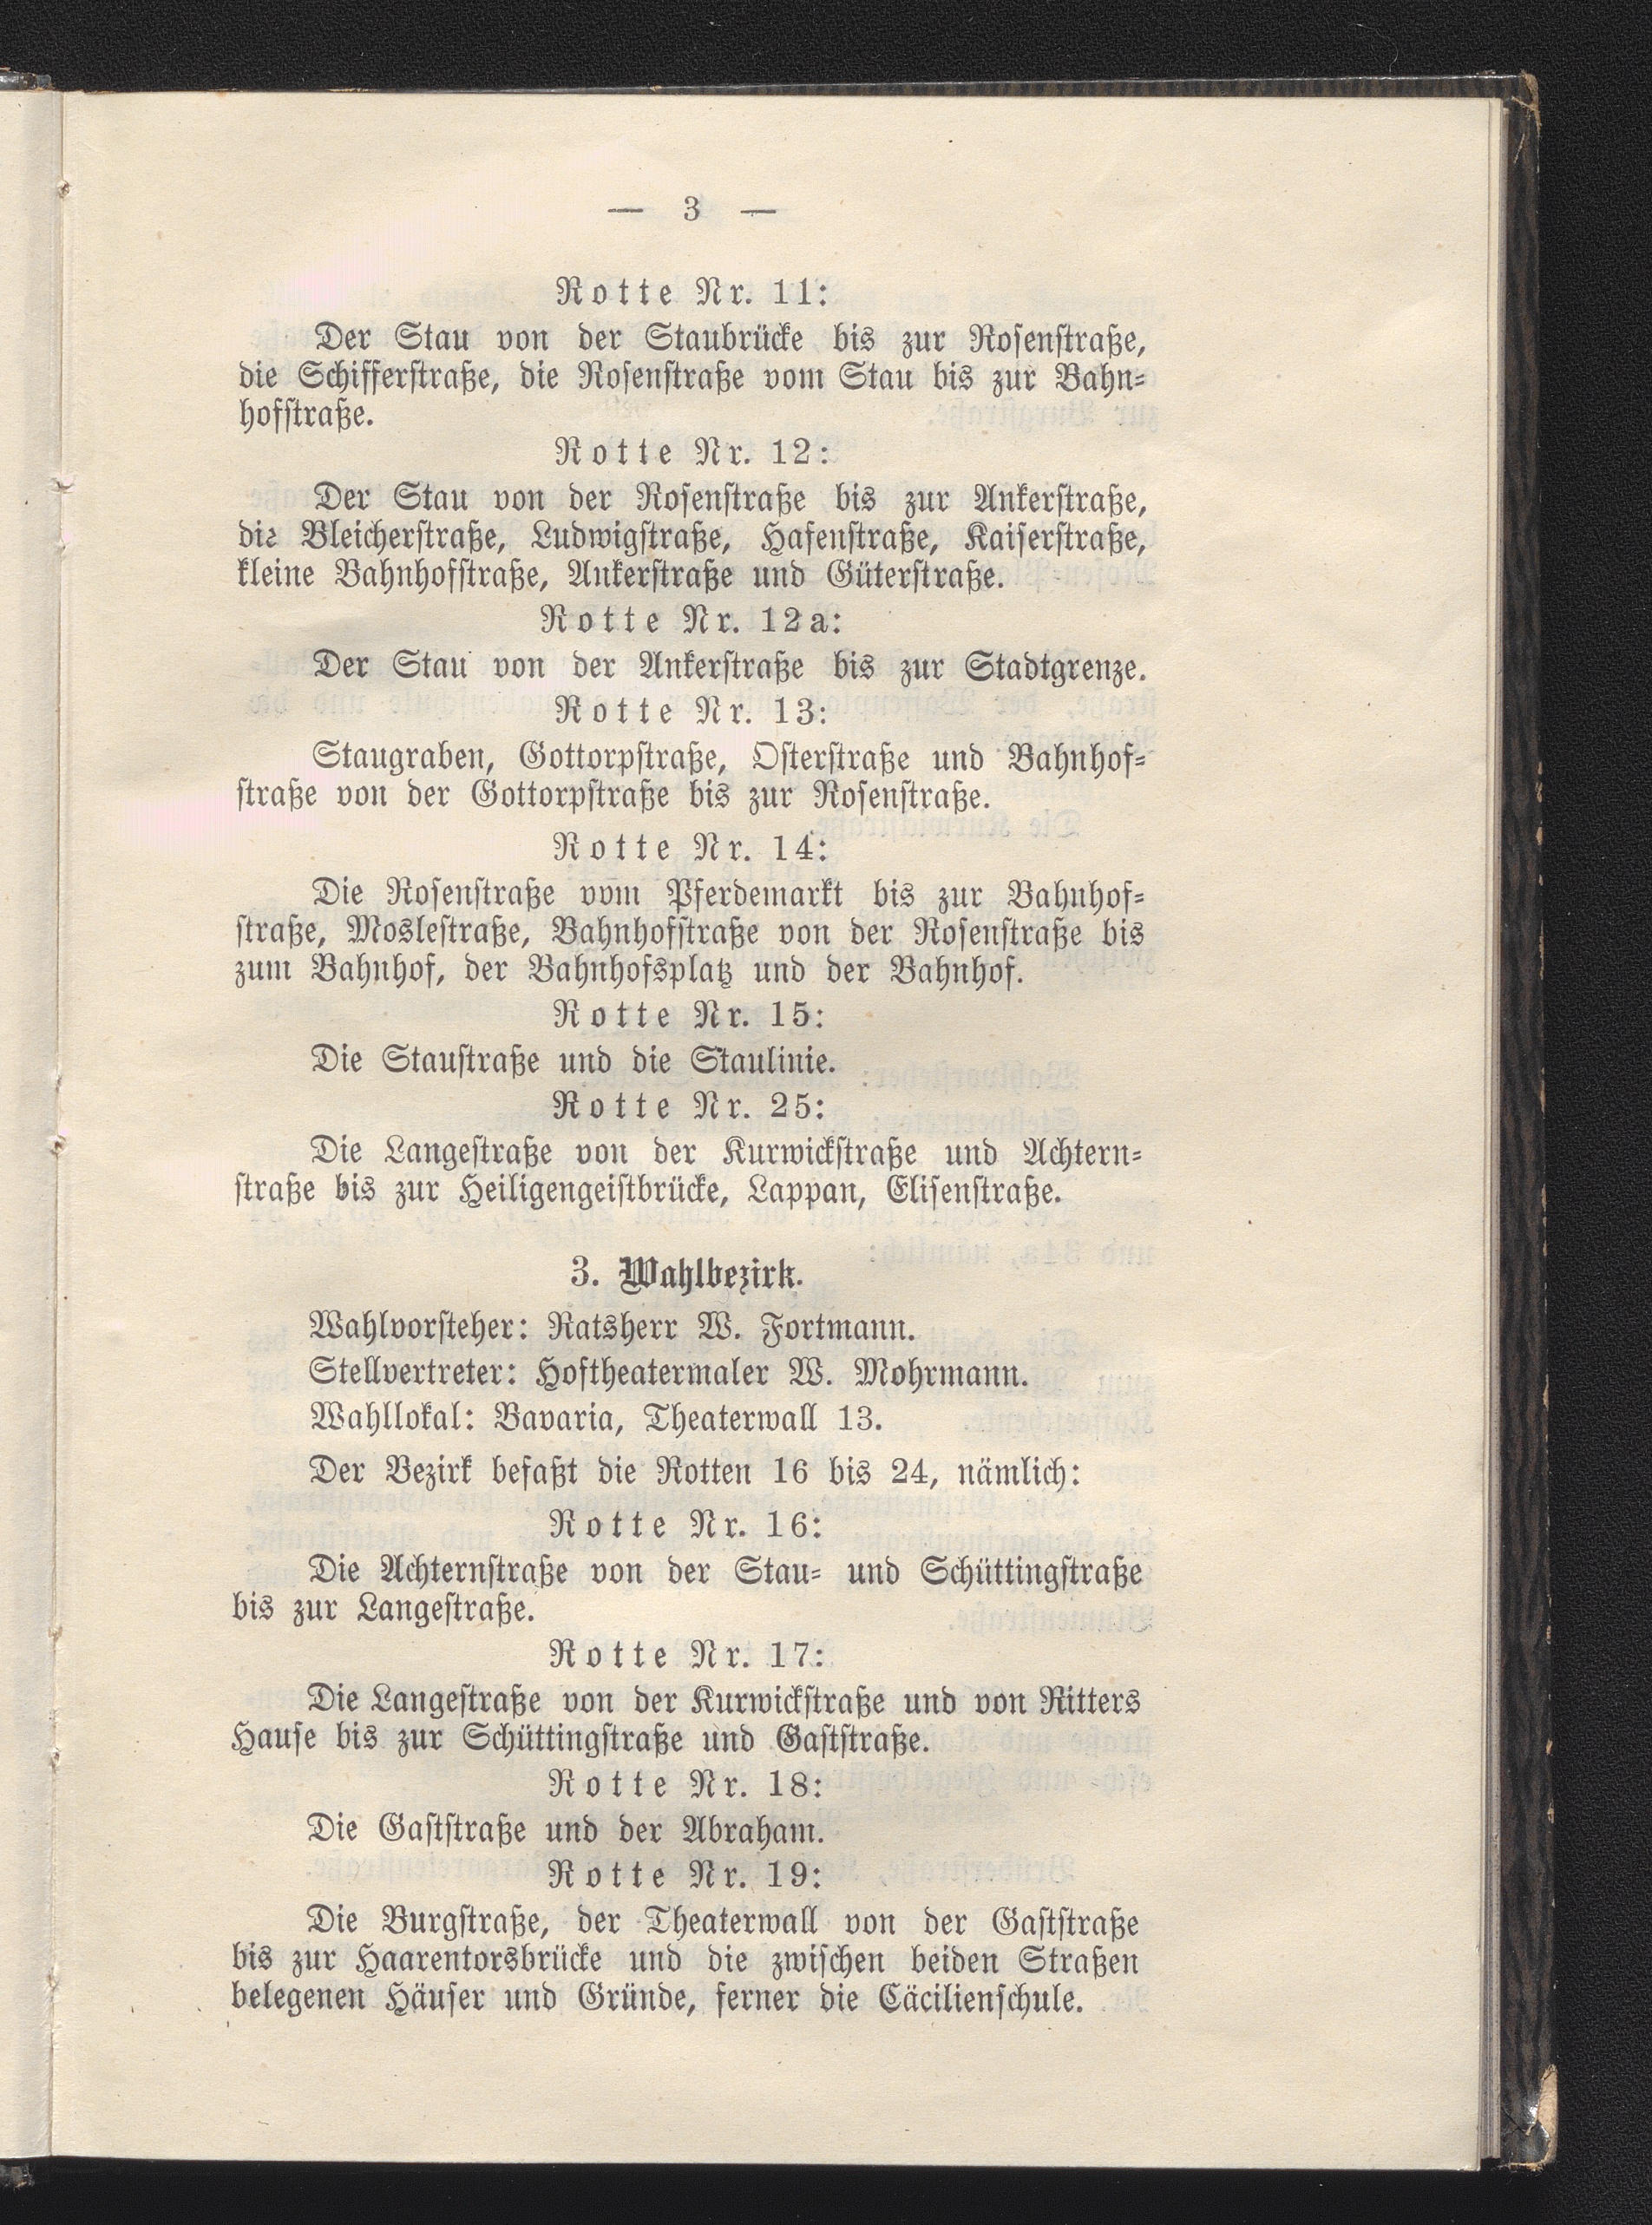 — 3 —
Rotte Nr. 11:
Der Stau von der Staubrücke bis zur Rosenstraße,
die Schifferstraße, die Rosenstraße vom Stau bis zur Bahn-
hofstraße.
Rotte Nr. 12:
Der Stau von der Rosenstraße bis zur Ankerstraße,
die Bleicherstraße, Ludwigstraße, Hafenstraße, Kaiserstraße,
kleine Bahnhofstraße, Ankerstraße und Güterstraße.
Rotte Nr. 12a:
Der Stau von der Ankerstraße bis zur Stadtgrenze.
Rotte Nr. 13:
Staugraben, Gottorpstraße, Osterstraße und Bahnhof-
straße von der Gottorpstraße bis zur Rosenstraße.
Rotte Nr. 14:
Die Rosenstraße vom Pferdemarkt bis zur Bahnhof-
straße, Moslestraße, Bahnhofstraße von der Rosenstraße bis
zum Bahnhof, der Bahnhofsplatz und der Bahnhof.
Rotte Nr. 15:
Die Staustraße und die Staulinie.
Rotte Nr. 25:
Die Langestraße von der Kurwickstraße und Achtern-
straße bis zur Heiligengeistbrücke, Lappan, Elisenstraße.
3. Wahlbezirk.
Wahlvorsteher: Ratsherr W. Fortmann.
Stellvertreter: Hoftheatermaler W. Mohrmann.
Wahllokal: Bavaria, Theaterwall 13.
Der Bezirk befaßt die Rotten 16 bis 24, nämlich:
Rotte Nr. 16:
Die Achternstraße von der Stau- und Schüttingstraße
bis zur Langestraße.
Rotte Nr. 17:
Die Langestraße von der Kurwickstraße und von Ritters
Hause bis zur Schüttingstraße und Gaststraße.
Rotte Nr. 18:
Die Gaststraße und der Abraham.
Rotte Nr. 19:
Die Burgstraße, der Theaterwall von der Gaststraße
bis zur Haarentorsbrücke und die zwischen beiden Straßen
belegenen Häuser und Gründe, ferner die Cäcilienschule.